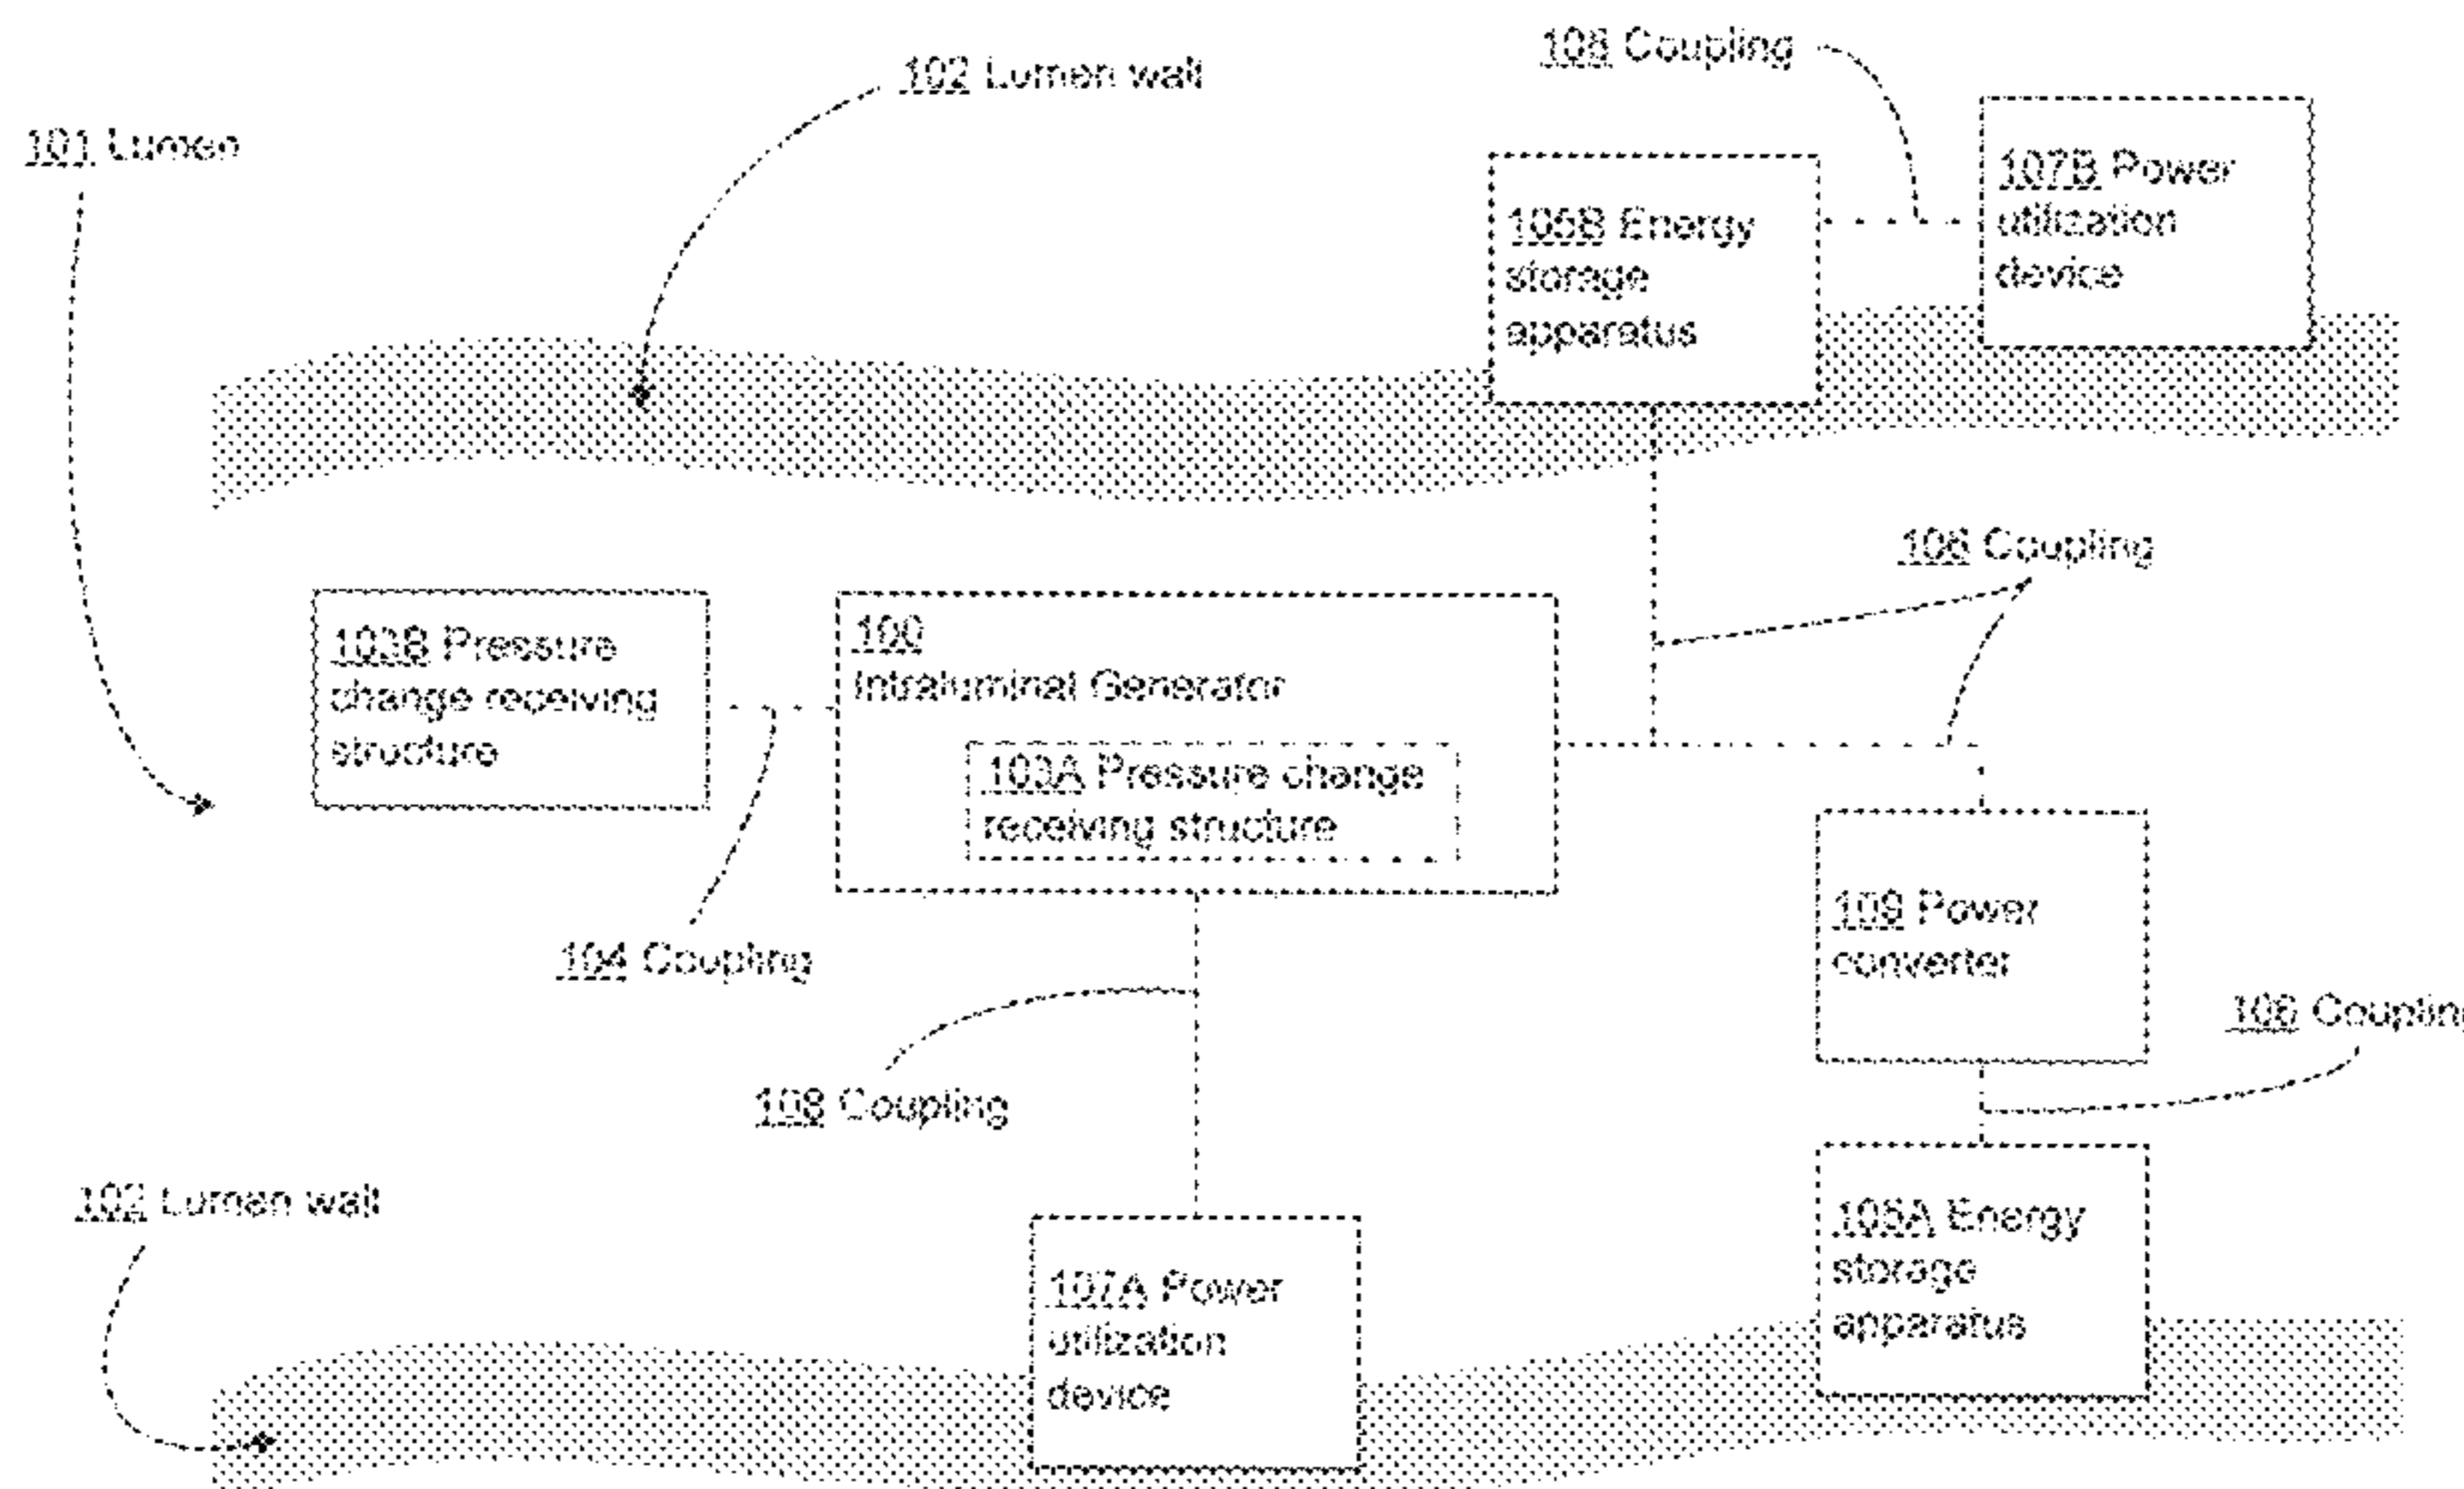 108 Coupling
102 Lumen wall
101 Lumen
107B Power
utilization
device
105B Energy
storage
apparatus
106 Coupling
103B Pressure
change receiving
structure
100
Intraluminal Generator
103A Pressure change
receiving structure
109 Power
converter
104 Coupling
106 Coupling
108 Coupling
102 Lumen wall
105A Energy
storage
apparatus
107A Power
utilization
device